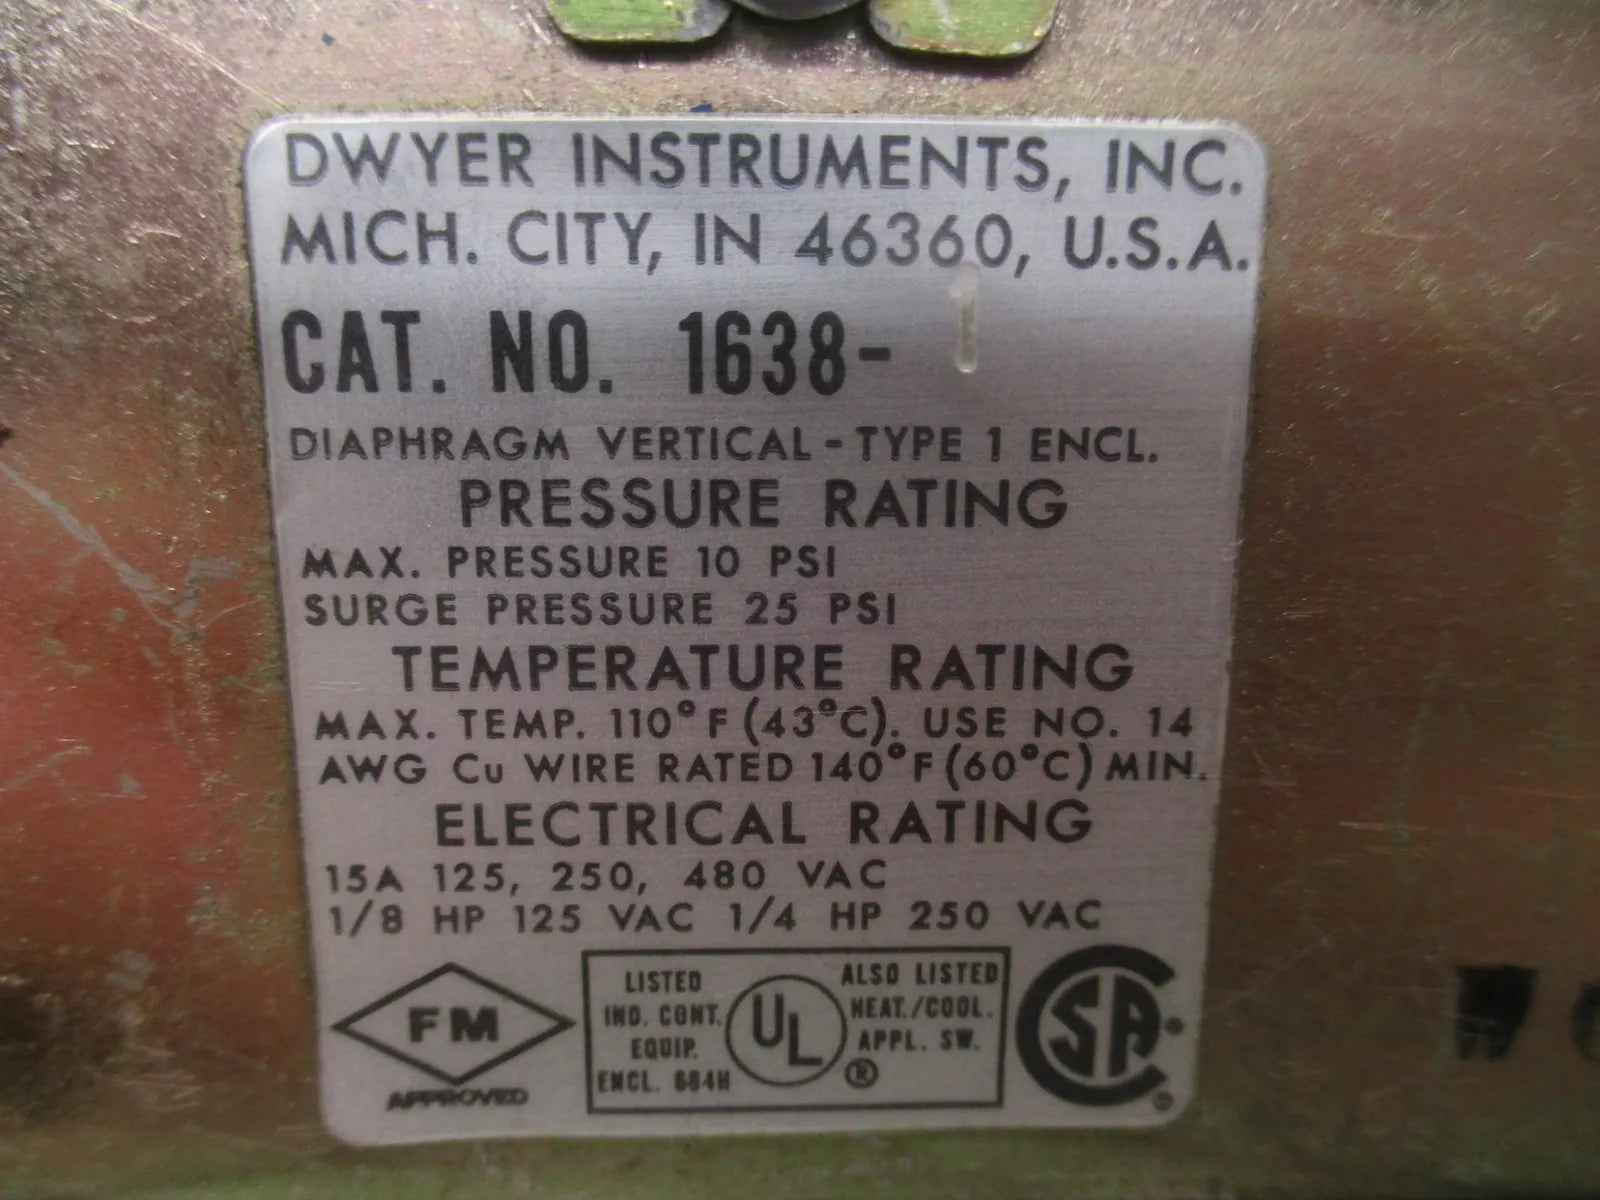 DWYER INSTRUMENTS, INC.
MICH. CITY, IN 46360, U.S.A.
CAT. NO. 1638- 1
DIAPHRAGM VERTICAL - TYPE 1 ENCL.
PRESSURE RATING
MAX. PRESSURE 10 PSI
SURGE PRESSURE 25 PSI
TEMPERATURE RATING
MAX. TEMP. 110°F (43°C). USE NO. 14
AWG Cu WIRE RATED 140°F (60°C) MIN.
ELECTRICAL RATING
15A 125, 250, 480 VAC
1/8 HP 125 VAC 1/4 HP 250 VAC
FM
APPROVED
LISTED
IND. CONT.
EQUIP.
ENCL. 884H
UL
®
ALSO LISTED
HEAT./COOL.
APPL. SW.
SA